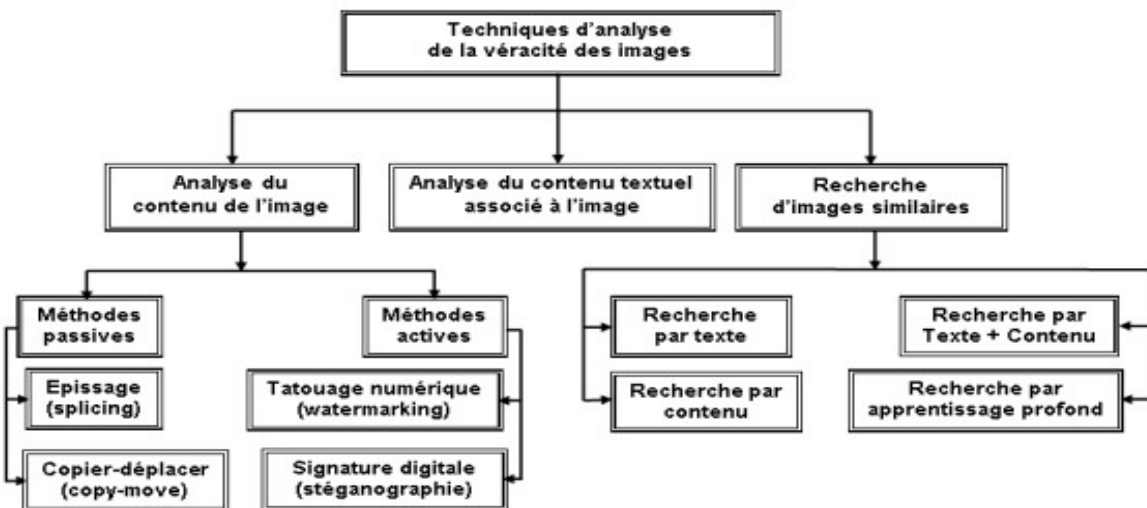 Techniques d'analyse
de la véracité des images
Analyse du
contenu de l'image
Analyse du contenu textuel
associé à l'image
Recherche
d'images similaires
Méthodes
passives
Méthodes
actives
Recherche
par texte
Recherche par
Texte + Contenu
Epissage
(splicing)
Tatouage numérique
(watermarking)
Recherche par
contenu
Recherche par
apprentissage profond
Copier-déplacer
(copy-move)
Signature digitale
(stéganographie)